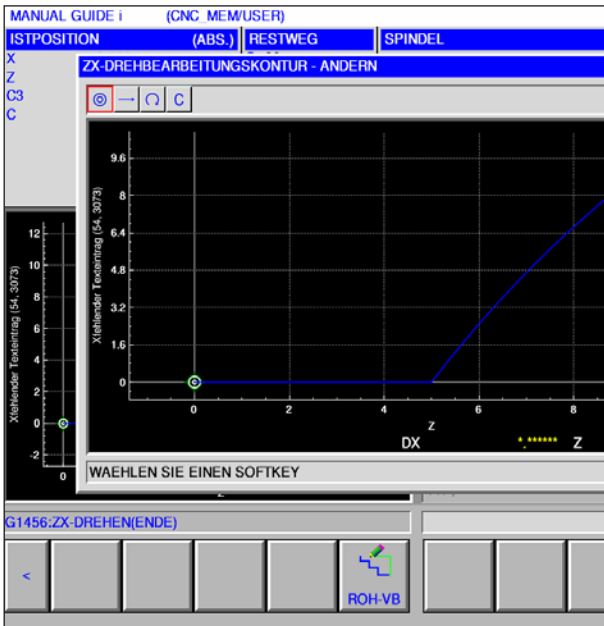 MANUAL GUIDE i (CNC_MEM/USER)
ISTPOSITION (ABS.) RESTWEG SPINDEL
X
Z
C3
C
ZX-DREHBEARBEITUNGSKONTUR - ANDERN
C
9.6
8
6.4
4.8
3.2
1.6
0
Xfehlender Texteintrag (54, 3073)
0 2 4 6 8
Z
DX *.****** Z
WAEHLEN SIE EINEN SOFTKEY
12
10
8
6
4
2
0
-2
Xfehlender Texteintrag (54, 3073)
0
G1456:ZX-DREHEN(ENDE)
<
ROH-VB